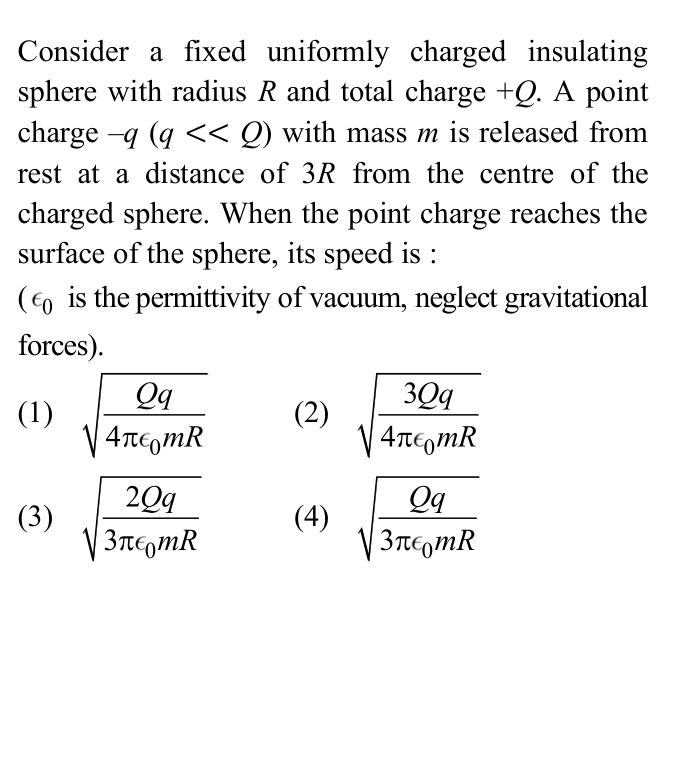 Consider a fixed uniformly charged insulating
sphere with radius R and total charge +Q. A point
charge –q (q << Q) with mass m is released from
rest at a distance of 3R from the centre of the
charged sphere. When the point charge reaches the
surface of the sphere, its speed is :
(ϵ₀ is the permittivity of vacuum, neglect gravitational
forces).
(1) √(Qq / 4πϵ₀mR) (2) √(3Qq / 4πϵ₀mR)
(3) √(2Qq / 3πϵ₀mR) (4) √(Qq / 3πϵ₀mR)